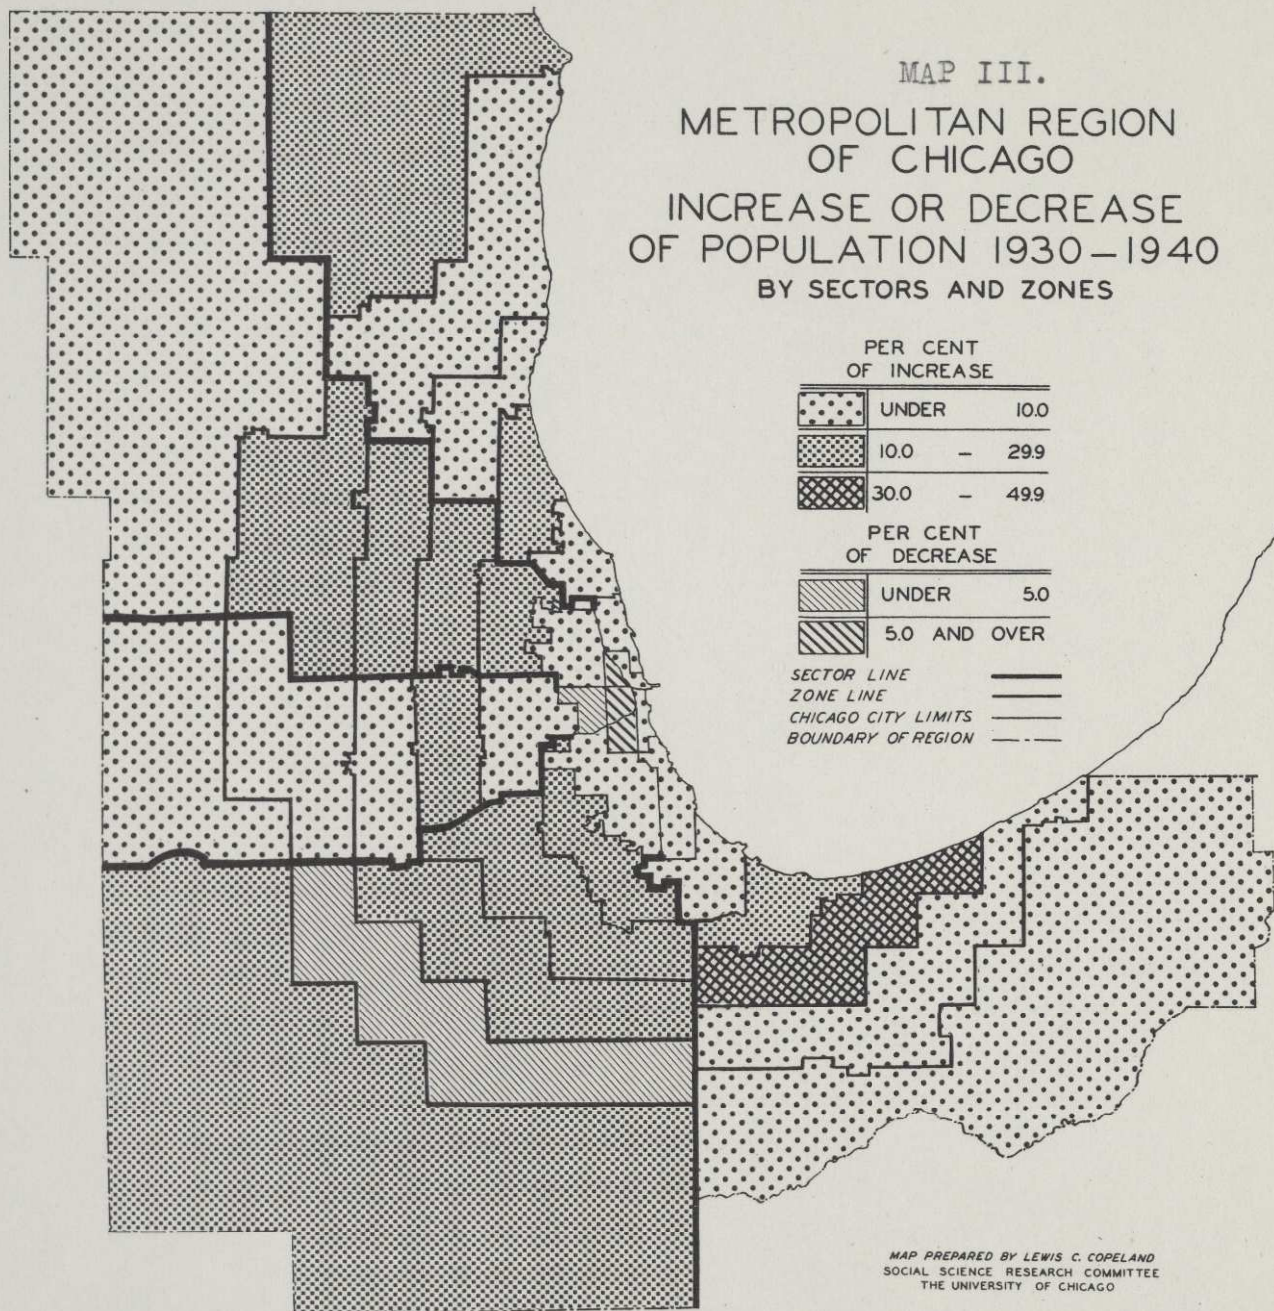 MAP III.
METROPOLITAN REGION
OF CHICAGO
INCREASE OR DECREASE
OF POPULATION 1930–1940
BY SECTORS AND ZONES
PER CENT
OF INCREASE
UNDER 10.0
10.0 – 29.9
30.0 – 49.9
PER CENT
OF DECREASE
UNDER 5.0
5.0 AND OVER
SECTOR LINE
ZONE LINE
CHICAGO CITY LIMITS
BOUNDARY OF REGION
MAP PREPARED BY LEWIS C. COPELAND
SOCIAL SCIENCE RESEARCH COMMITTEE
THE UNIVERSITY OF CHICAGO